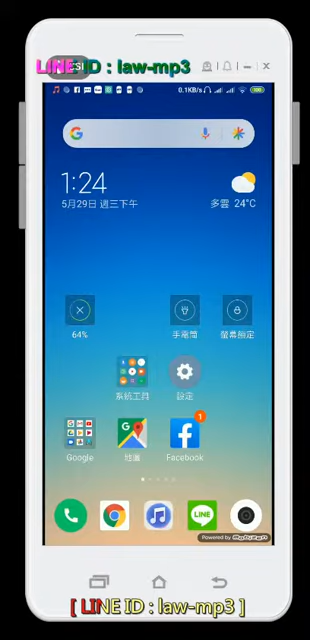 LINE ID : law-mp3
0.1KB/s
1:24
5月29日 週三下午
多雲 24°C
64%
手電筒
螢幕鎖定
系統工具
設定
1
Google
地圖
Facebook
LINE
Powered by
[ LINE ID : law-mp3 ]